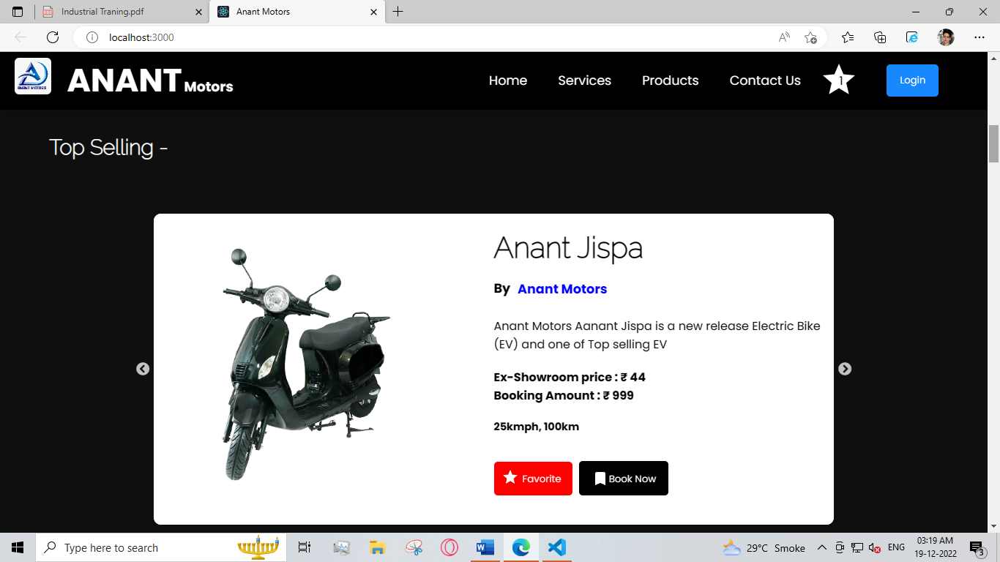 Industrial Traning.pdf
Anant Motors
localhost:3000
ANANT MOTORS
ANANT Motors
Home
Services
Products
Contact Us
1
Login
Top Selling -
Anant Jispa
By Anant Motors
Anant Motors Aanant Jispa is a new release Electric Bike
(EV) and one of Top selling EV
Ex-Showroom price : ₹ 44
Booking Amount : ₹ 999
25kmph, 100km
Favorite
Book Now
Type here to search
29°C Smoke
ENG
03:19 AM
19-12-2022
3